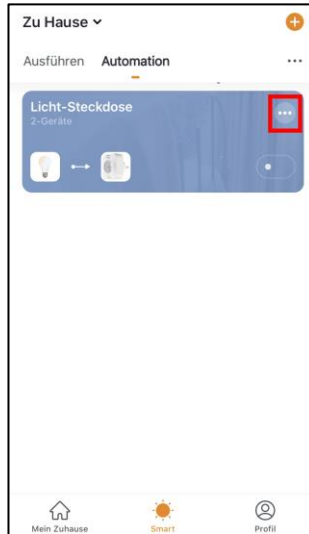 Zu Hause
Ausführen Automation
Licht-Steckdose
2-Geräte
Mein Zuhause Smart Profil